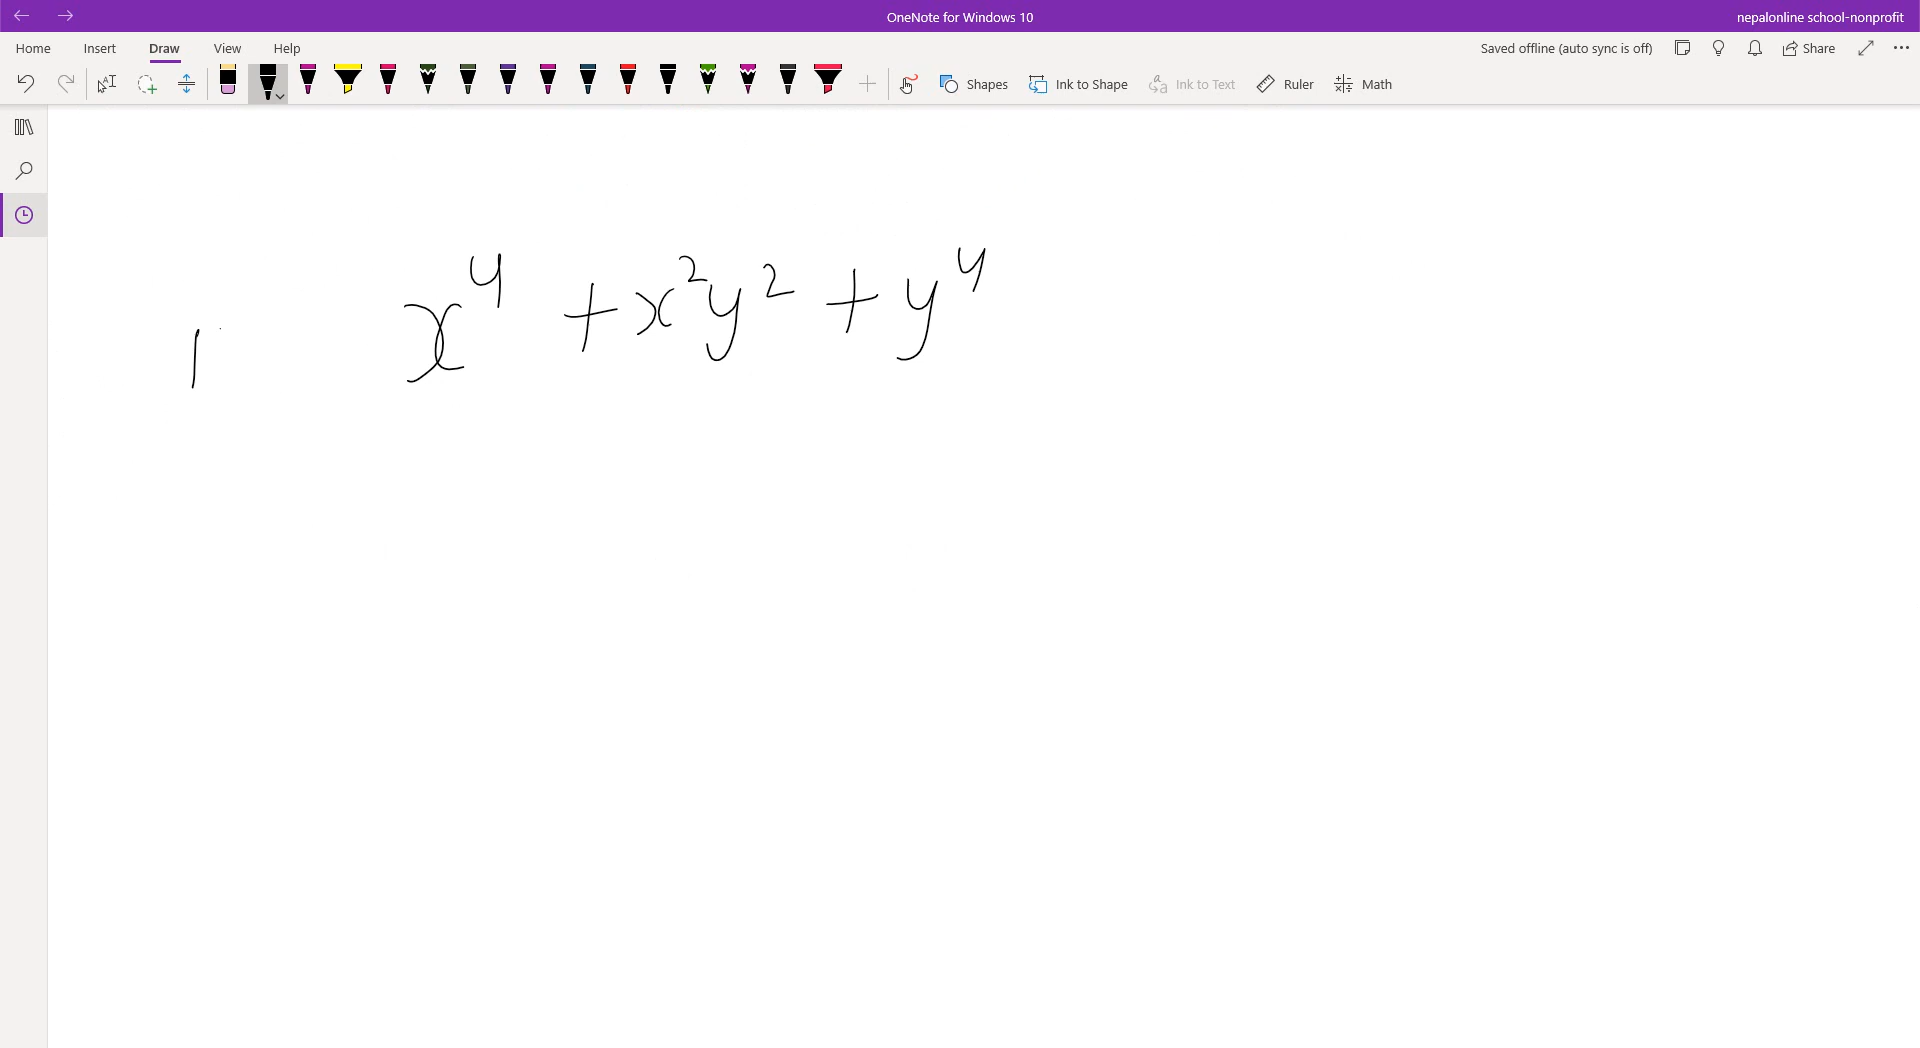 OneNote for Windows 10
nepalonline school-nonprofit
Home Insert Draw View Help
Saved offline (auto sync is off) Share
Shapes Ink to Shape Ink to Text Ruler Math
1 x⁴ + x²y² + y⁴